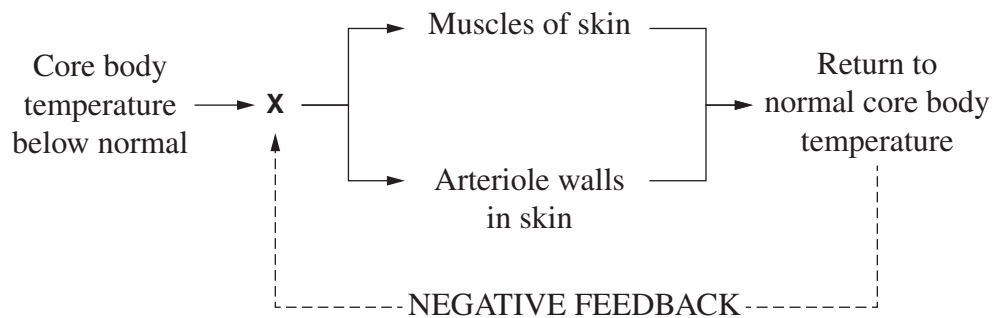 Core body
temperature
below normal
X
Muscles of skin
Arteriole walls
in skin
Return to
normal core body
temperature
NEGATIVE FEEDBACK